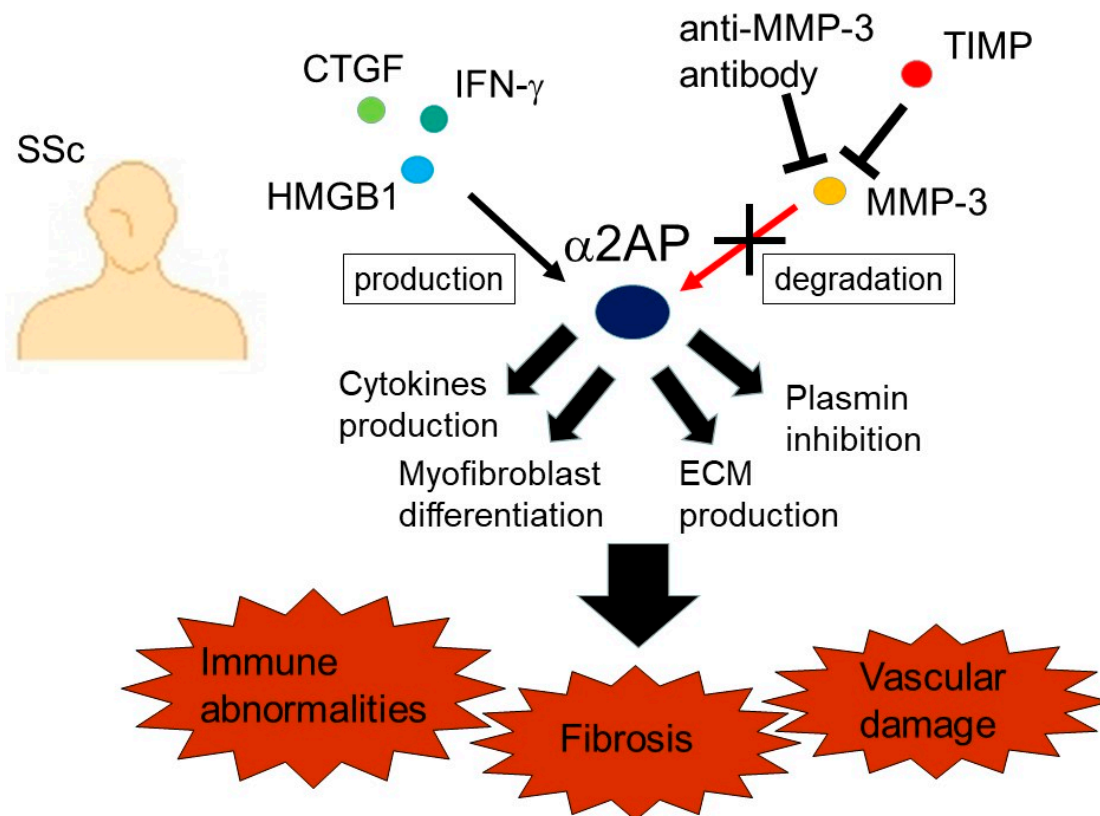 SSc
CTGF
IFN-γ
HMGB1
anti-MMP-3
antibody
TIMP
MMP-3
α2AP
production
degradation
Cytokines
production
Myofibroblast
differentiation
ECM
production
Plasmin
inhibition
Immune
abnormalities
Fibrosis
Vascular
damage